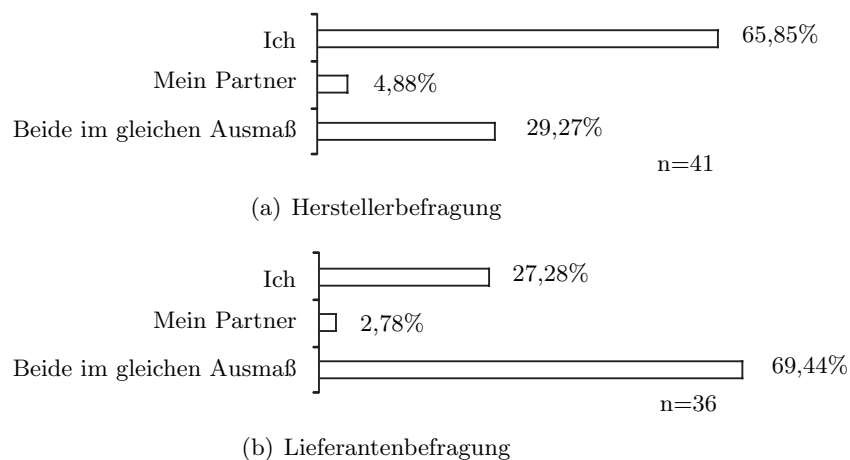 Ich 65,85%
Mein Partner 4,88%
Beide im gleichen Ausmaß 29,27%
n=41
(a) Herstellerbefragung
Ich 27,28%
Mein Partner 2,78%
Beide im gleichen Ausmaß 69,44%
n=36
(b) Lieferantenbefragung